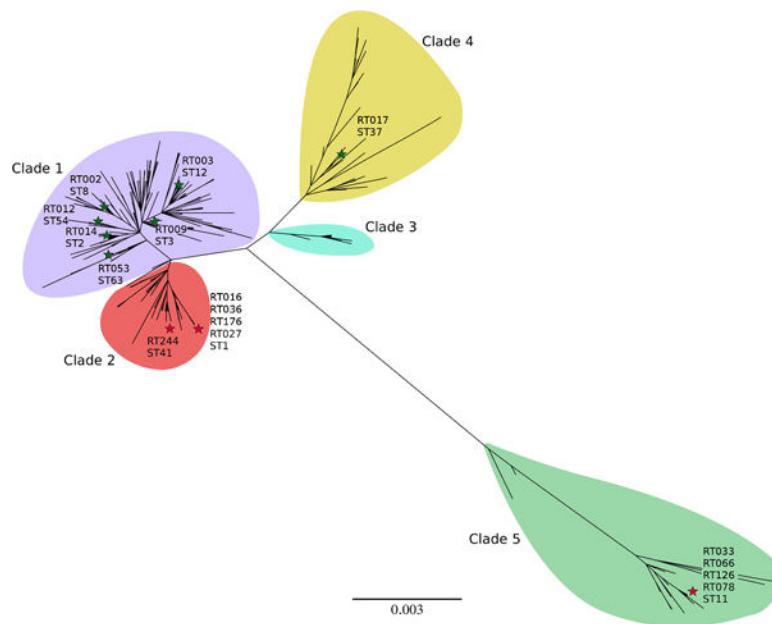 Clade 4
RT017
ST37
Clade 1
RT003
ST12
RT002
ST8
RT012
ST54
RT014
ST2
RT009
ST3
RT053
ST63
Clade 3
RT016
RT036
RT176
RT027
ST1
RT244
ST41
Clade 2
Clade 5
RT033
RT066
RT126
RT078
ST11
0.003